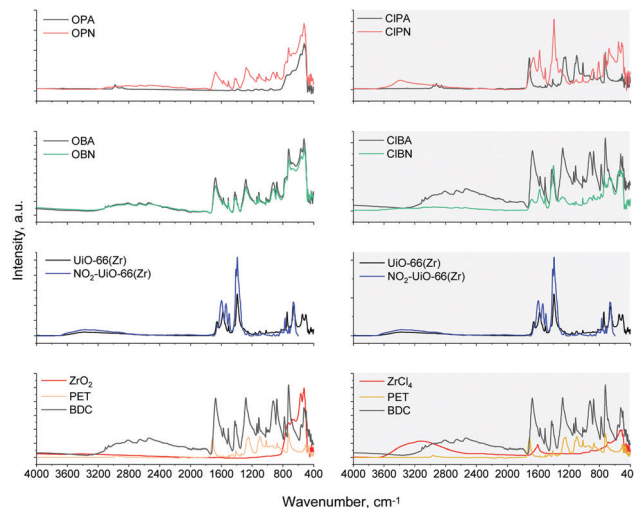 OPA
OPN
ClPA
ClPN
OBA
OBN
ClBA
ClBN
Intensity, a.u.
UiO-66(Zr)
NO₂-UiO-66(Zr)
UiO-66(Zr)
NO₂-UiO-66(Zr)
ZrO₂
PET
BDC
ZrCl₄
PET
BDC
4000 3600 3200 2800 2400 2000 1600 1200 800 400
4000 3600 3200 2800 2400 2000 1600 1200 800 400
Wavenumber, cm⁻¹